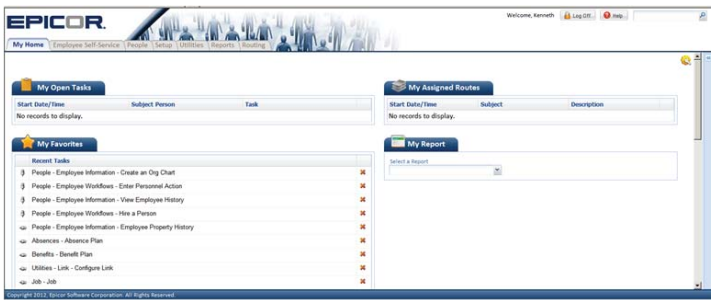 Welcome, Kenneth Log Off Help
EPICOR.
My Home Employee Self-Service People Setup Utilities Reports Routing
My Open Tasks
Start Date/Time Subject Person Task
No records to display.
My Assigned Routes
Start Date/Time Subject Description
No records to display.
My Favorites
Recent Tasks
People - Employee Information - Create an Org Chart
People - Employee Workflows - Enter Personnel Action
People - Employee Information - View Employee History
People - Employee Workflows - Hire a Person
People - Employee Information - Employee Property History
Absences - Absence Plan
Benefits - Benefit Plan
Utilities - Link - Configure Link
Job - Job
My Report
Select a Report
Copyright 2012, Epicor Software Corporation. All Rights Reserved.